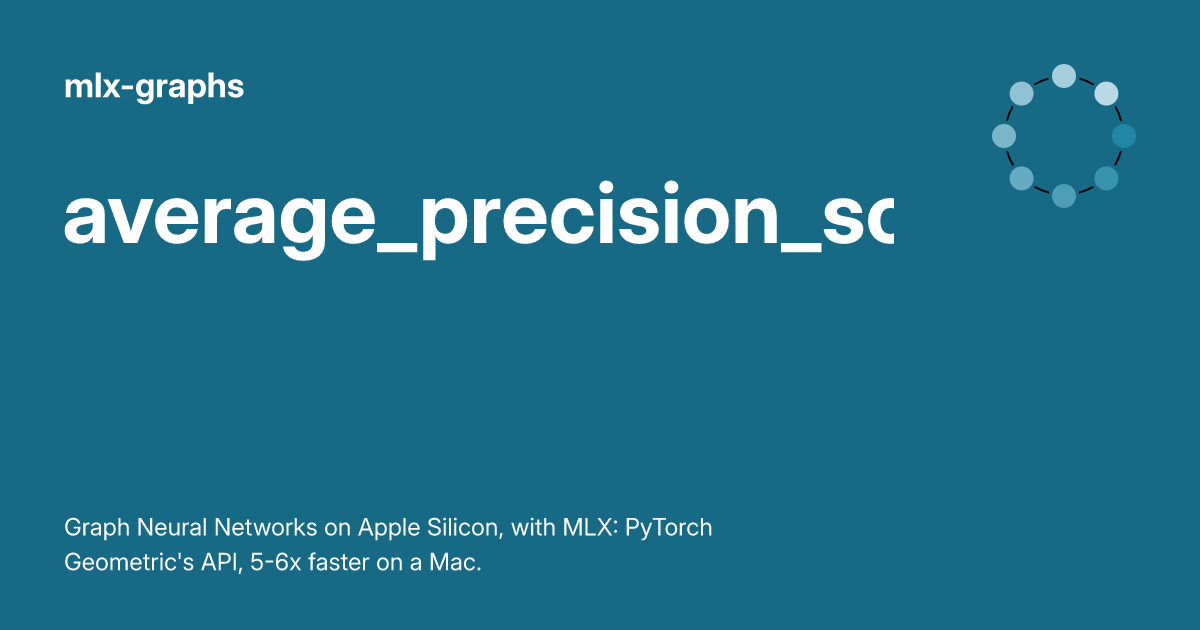 mlx-graphs
average_precision_sc
Graph Neural Networks on Apple Silicon, with MLX: PyTorch
Geometric's API, 5-6x faster on a Mac.